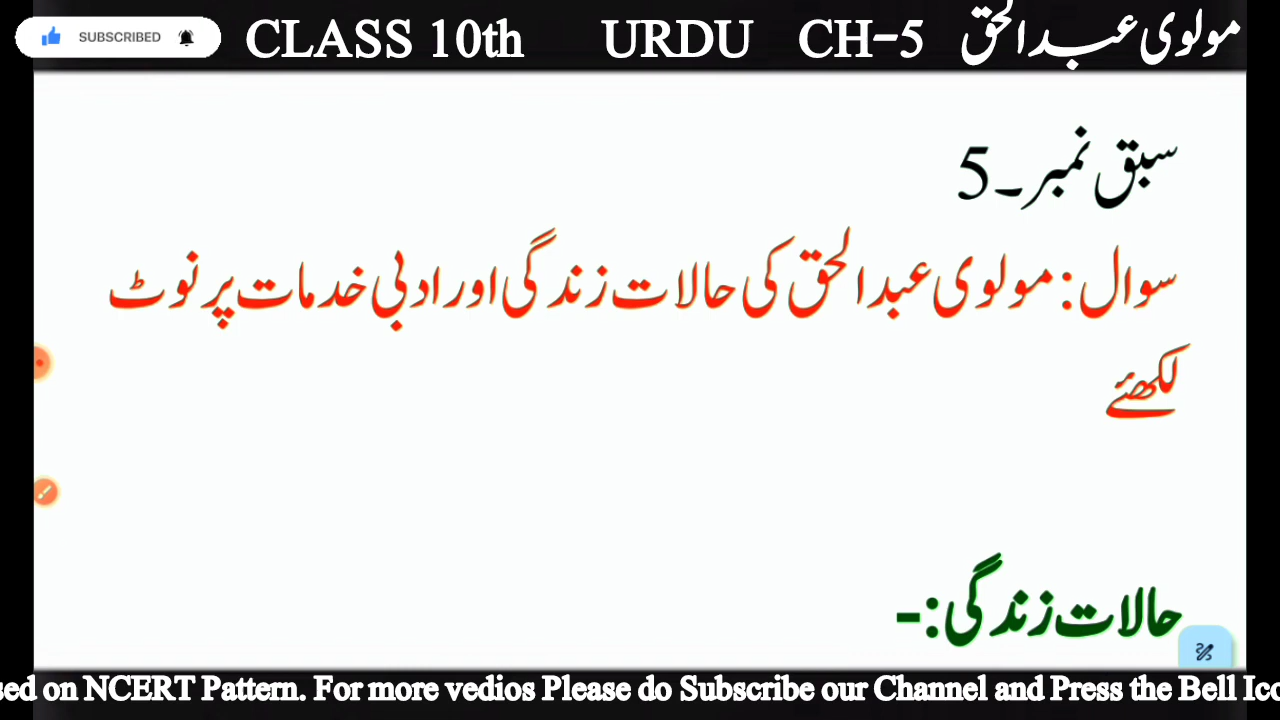 SUBSCRIBED CLASS 10th URDU CH-5 مولوی عبدالحق
سبق نمبر۔5
سوال: مولوی عبدالحق کی حالات زندگی اور ادبی خدمات پر نوٹ
لکھئے
حالات زندگی:-
sed on NCERT Pattern. For more vedios Please do Subscribe our Channel and Press the Bell Ico